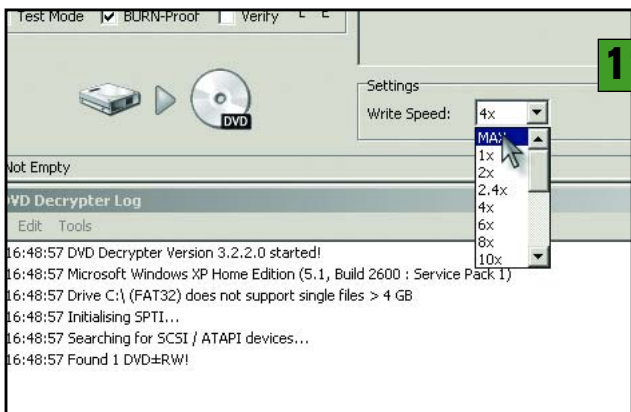 Test Mode BURN-Proof Verify L E
1
Settings
Write Speed: 4x
DVD
MAX
1x
2x
2.4x
4x
6x
8x
10x
Not Empty
VD Decrypter Log
Edit Tools
16:48:57 DVD Decrypter Version 3.2.2.0 started!
16:48:57 Microsoft Windows XP Home Edition (5.1, Build 2600 : Service Pack 1)
16:48:57 Drive C:\ (FAT32) does not support single files > 4 GB
16:48:57 Initialising SPTI...
16:48:57 Searching for SCSI / ATAPI devices...
16:48:57 Found 1 DVD±RW!